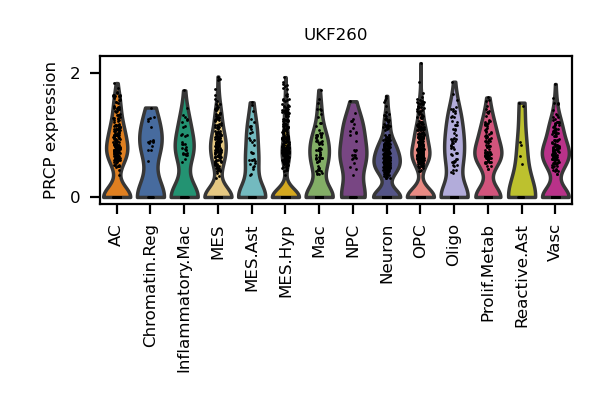 UKF260
PRCP expression
2
0
AC
Chromatin.Reg
Inflammatory.Mac
MES
MES.Ast
MES.Hyp
Mac
NPC
Neuron
OPC
Oligo
Prolif.Metab
Reactive.Ast
Vasc